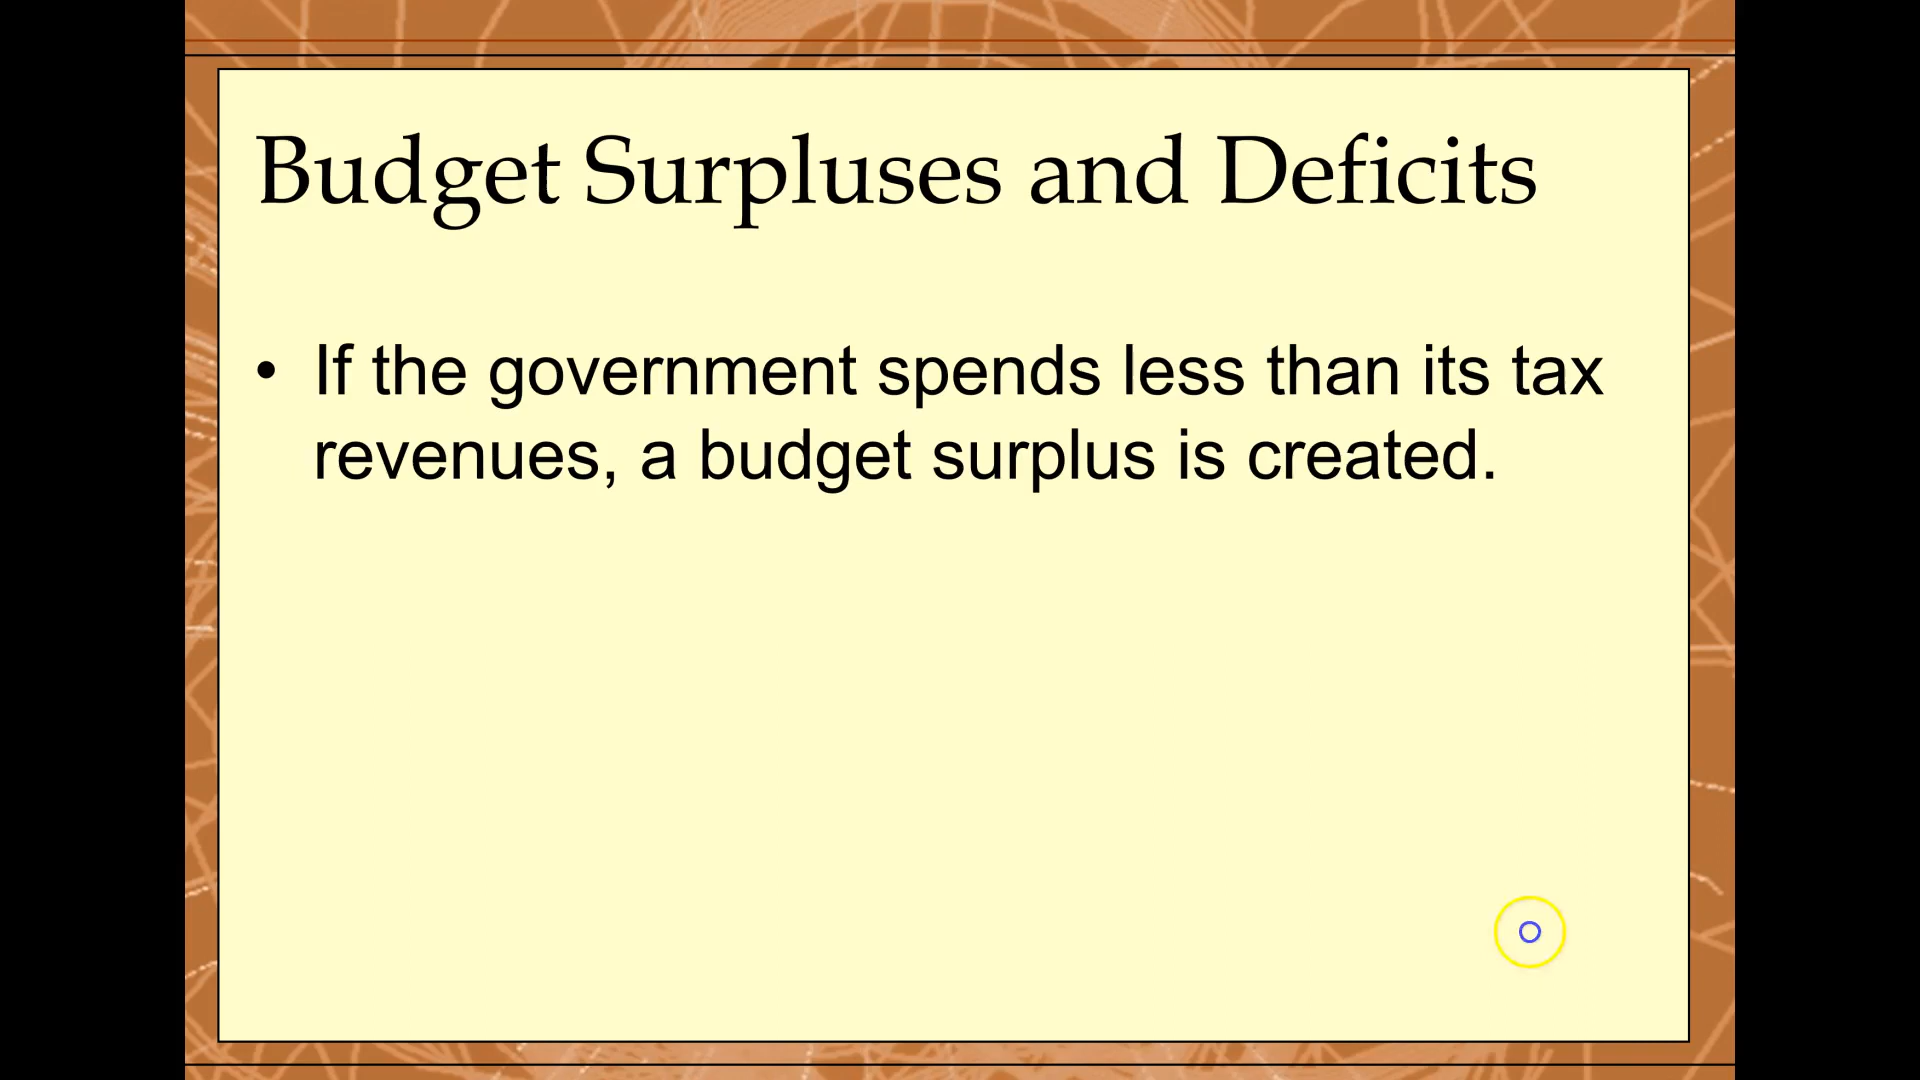 Budget Surpluses and Deficits
• If the government spends less than its tax
revenues, a budget surplus is created.